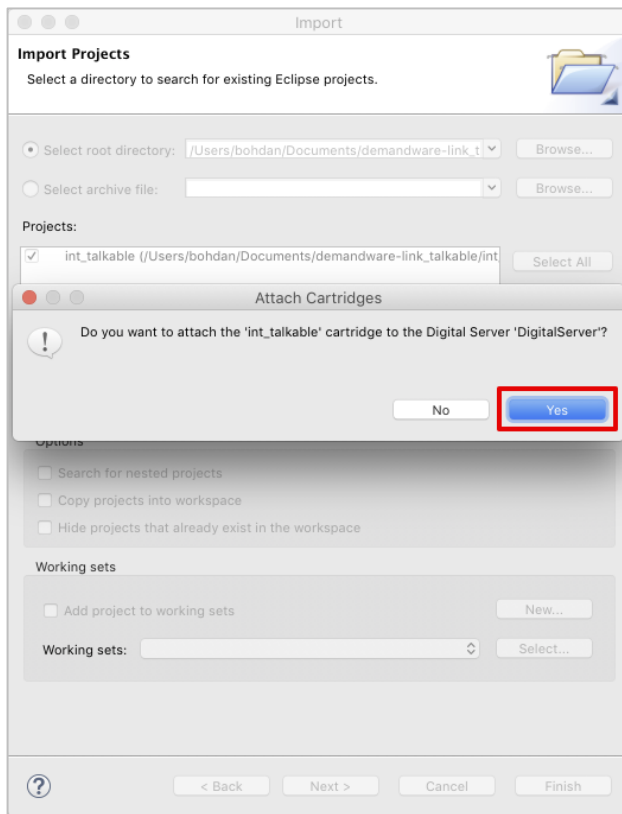 Import
Import Projects
Select a directory to search for existing Eclipse projects.
Select root directory: /Users/bohdan/Documents/demandware-link_t Browse...
Select archive file: Browse...
Projects:
int_talkable (/Users/bohdan/Documents/demandware-link_talkable/int_ Select All
Attach Cartridges
Do you want to attach the 'int_talkable' cartridge to the Digital Server 'DigitalServer'?
No Yes
Options
Search for nested projects
Copy projects into workspace
Hide projects that already exist in the workspace
Working sets
Add project to working sets New...
Working sets: Select...
? < Back Next > Cancel Finish